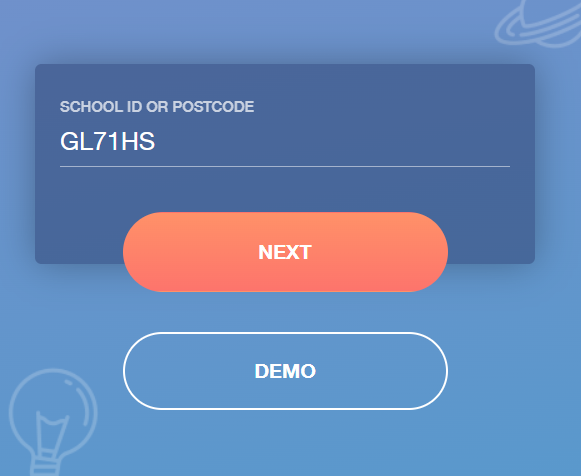 SCHOOL ID OR POSTCODE
GL71HS
NEXT
DEMO